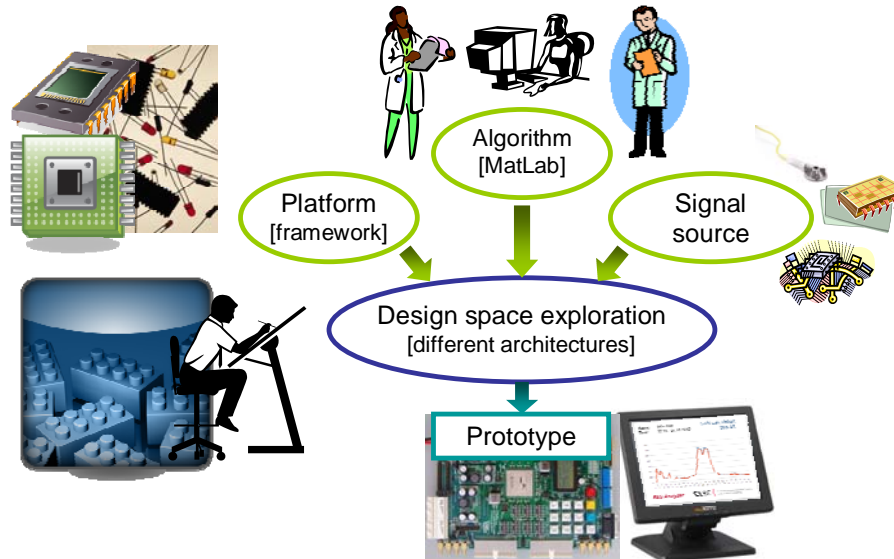 Algorithm
[MatLab]
Platform
[framework]
Signal
source
Design space exploration
[different architectures]
Prototype